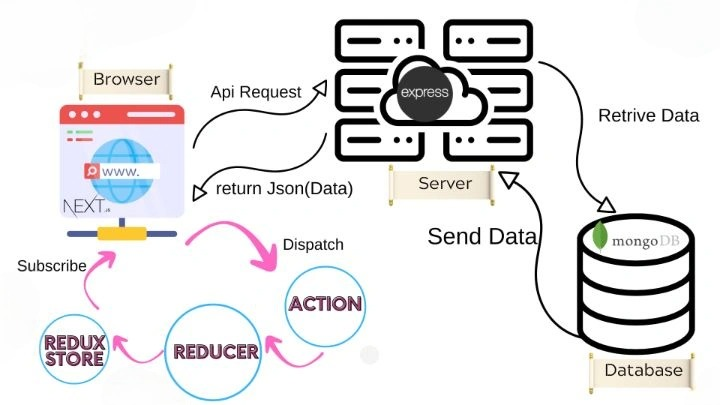 Browser
Api Request
express
Retrive Data
www.
NEXT.JS
return Json(Data)
Server
Send Data
mongoDB
Subscribe
Dispatch
ACTION
REDUX
STORE
REDUCER
Database